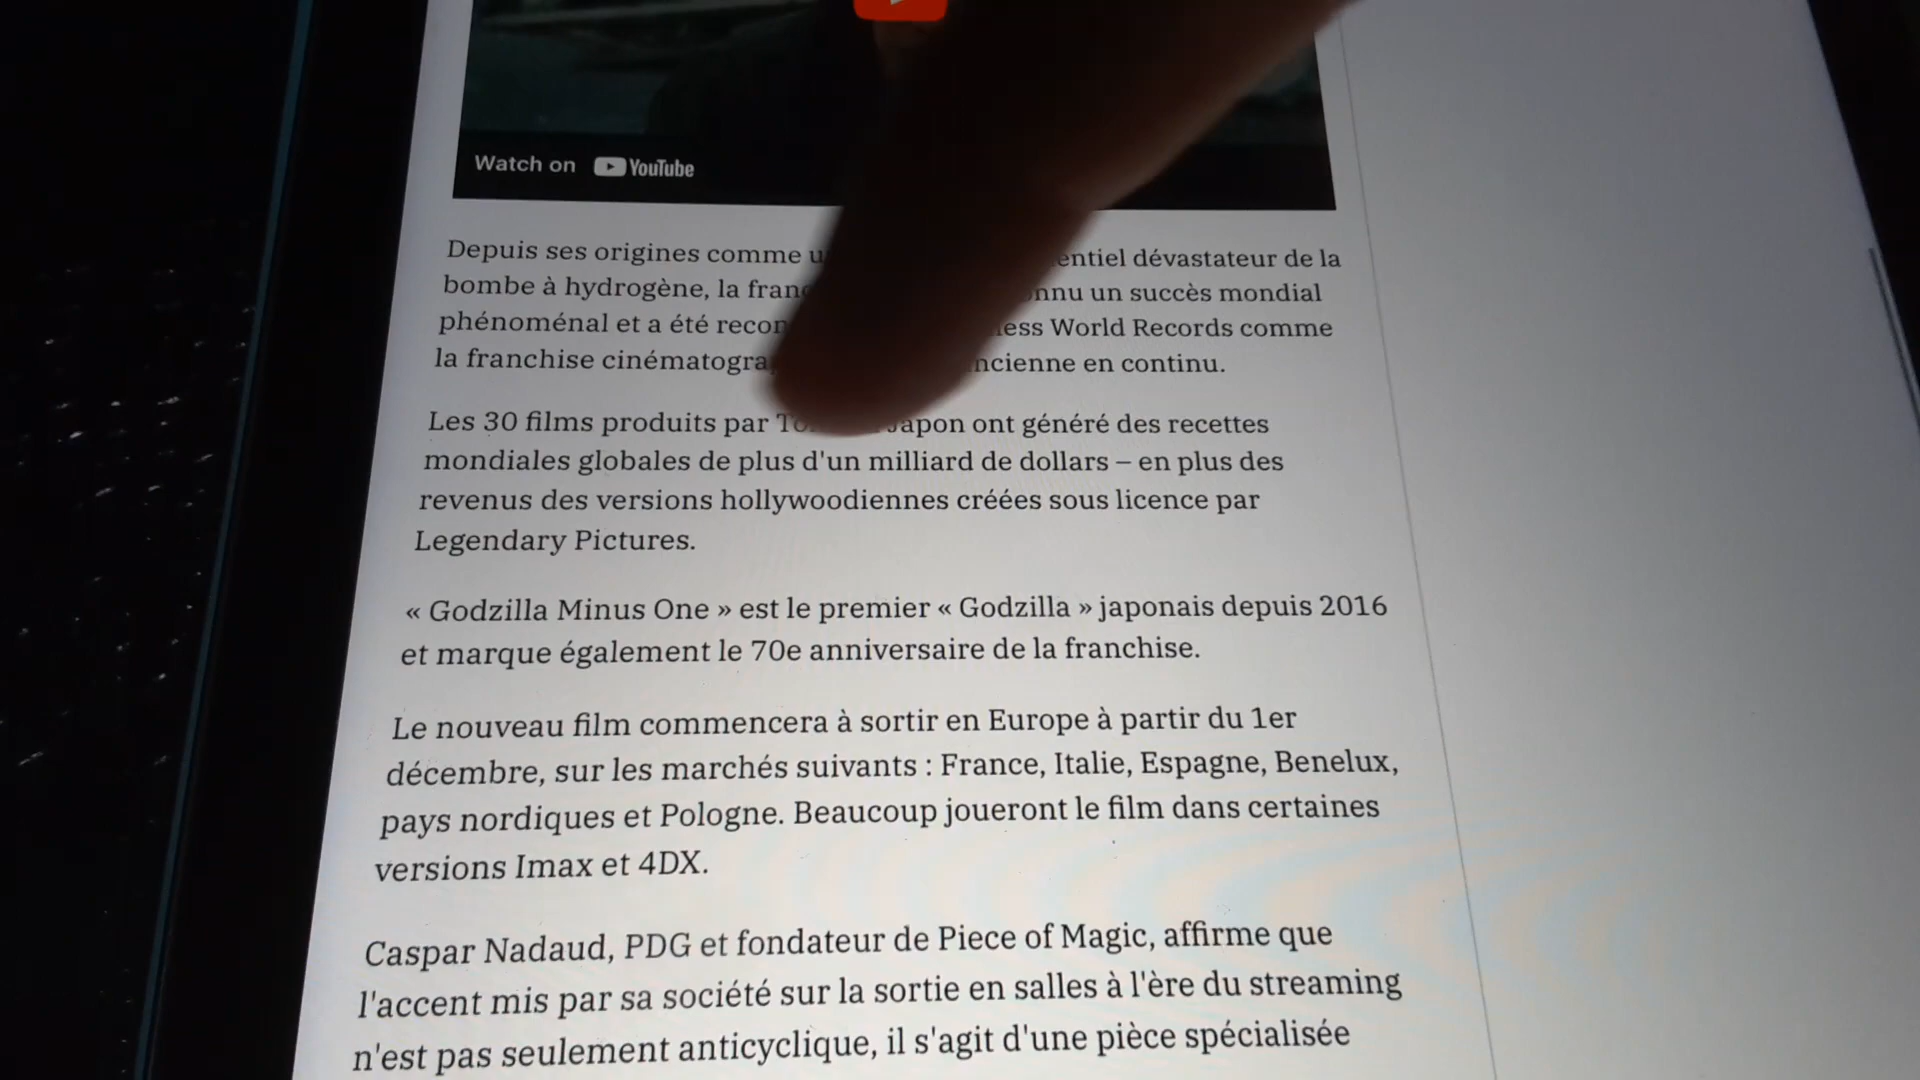 Watch on YouTube
Depuis ses origines comme dévastateur de la
bombe à hydrogène, la un succès mondial
phénoménal et a été World Records comme
la franchise en continu.
Les 30 films produits par Japon ont généré des recettes
mondiales globales de plus d'un milliard de dollars – en plus des
revenus des versions hollywoodiennes créées sous licence par
Legendary Pictures.
« Godzilla Minus One » est le premier « Godzilla » japonais depuis 2016
et marque également le 70e anniversaire de la franchise.
Le nouveau film commencera à sortir en Europe à partir du 1er
décembre, sur les marchés suivants : France, Italie, Espagne, Benelux,
pays nordiques et Pologne. Beaucoup joueront le film dans certaines
versions Imax et 4DX.
Caspar Nadaud, PDG et fondateur de Piece of Magic, affirme que
l'accent mis par sa société sur la sortie en salles à l'ère du streaming
n'est pas seulement anticyclique, il s'agit d'une pièce spécialisée